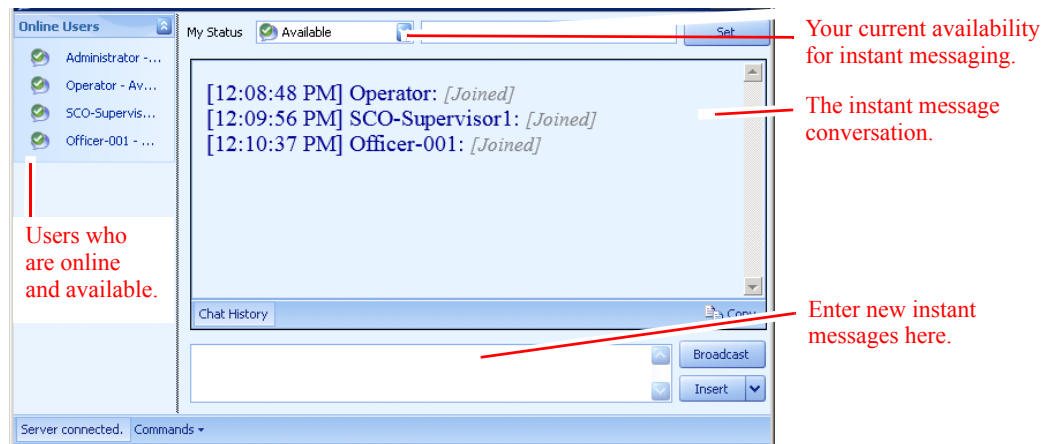 Online Users
Administrator -...
Operator - Av...
SCO-Supervis...
Officer-001 - ...
My Status
Available
Set
[12:08:48 PM] Operator: [Joined]
[12:09:56 PM] SCO-Supervisor1: [Joined]
[12:10:37 PM] Officer-001: [Joined]
Chat History
Copy
Broadcast
Insert
Server connected.
Commands
Users who
are online
and available.
Your current availability
for instant messaging.
The instant message
conversation.
Enter new instant
messages here.